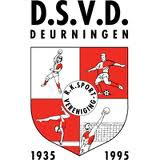 D.S.V.D.
DEURNINGEN
R.K. SPORT-
VERENIGING
1935 1995